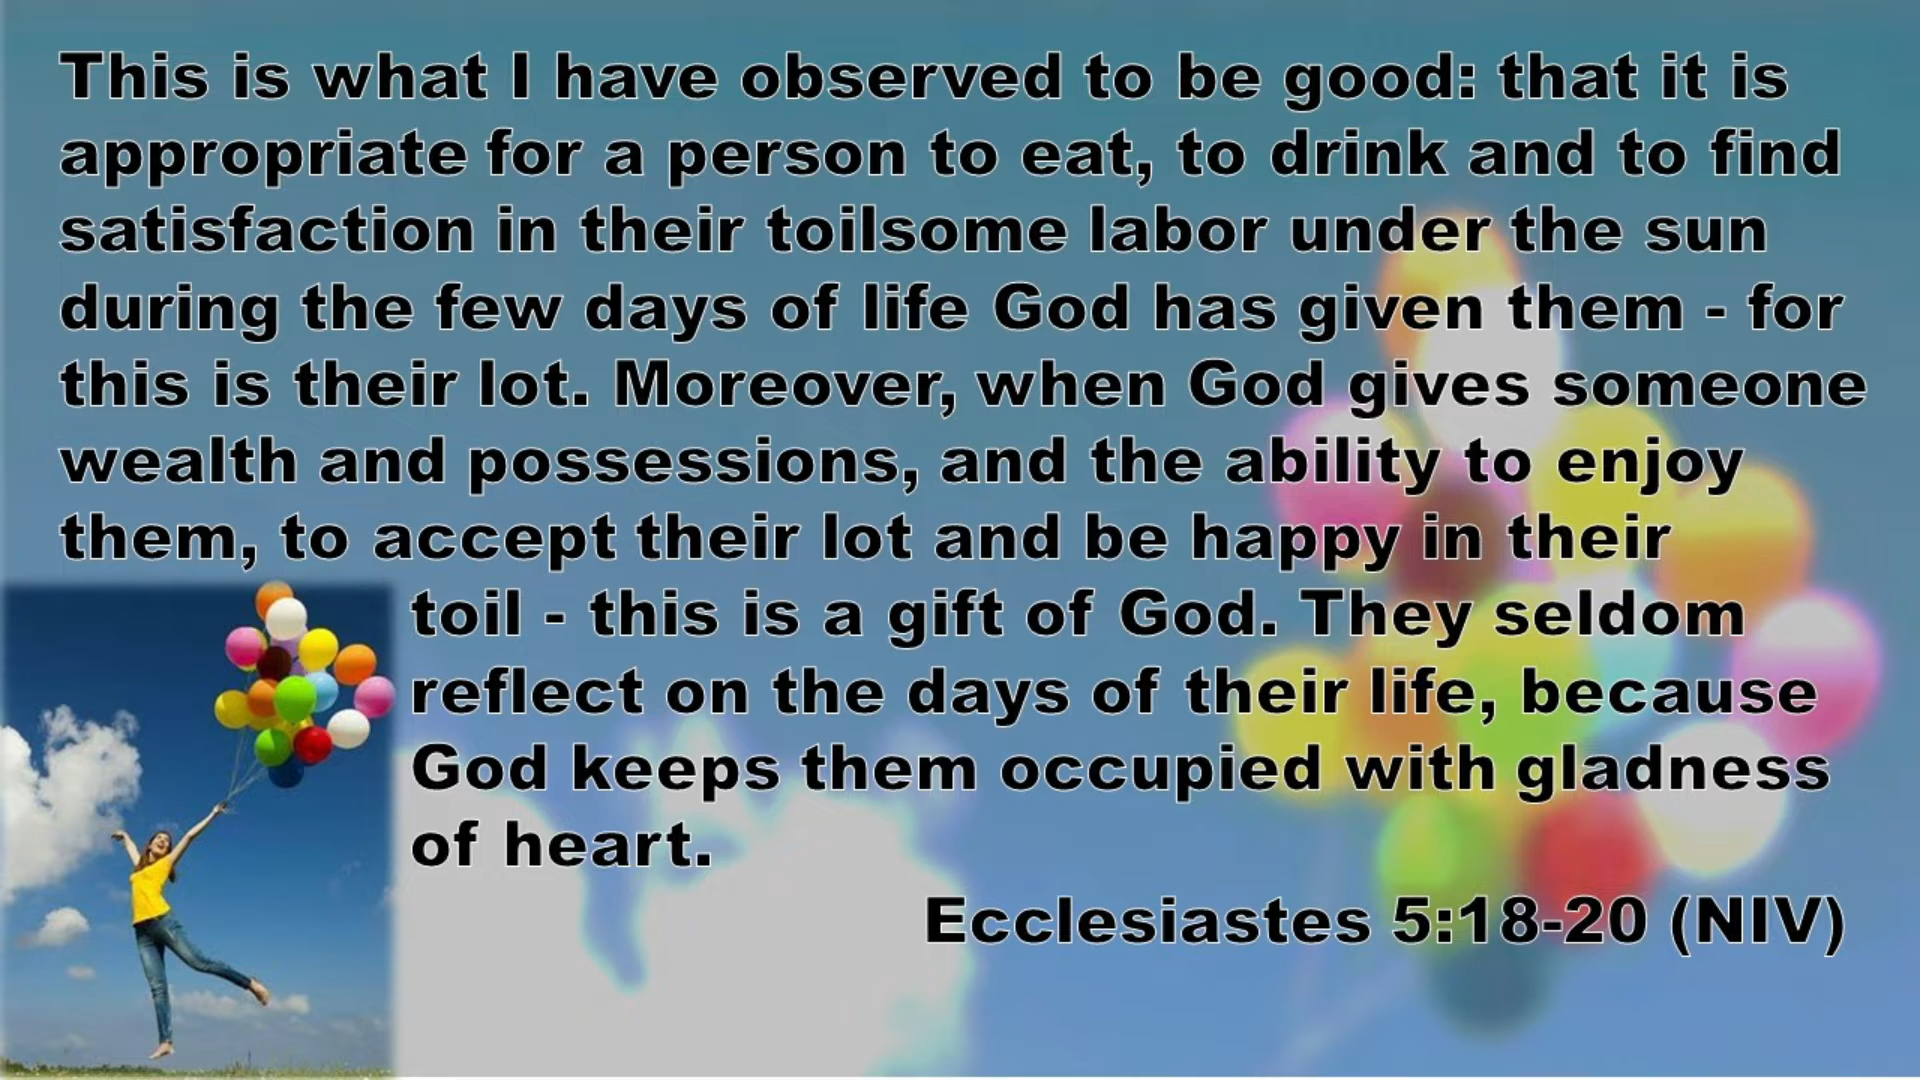 This is what I have observed to be good: that it is
appropriate for a person to eat, to drink and to find
satisfaction in their toilsome labor under the sun
during the few days of life God has given them - for
this is their lot. Moreover, when God gives someone
wealth and possessions, and the ability to enjoy
them, to accept their lot and be happy in their
toil - this is a gift of God. They seldom
reflect on the days of their life, because
God keeps them occupied with gladness
of heart.
Ecclesiastes 5:18-20 (NIV)